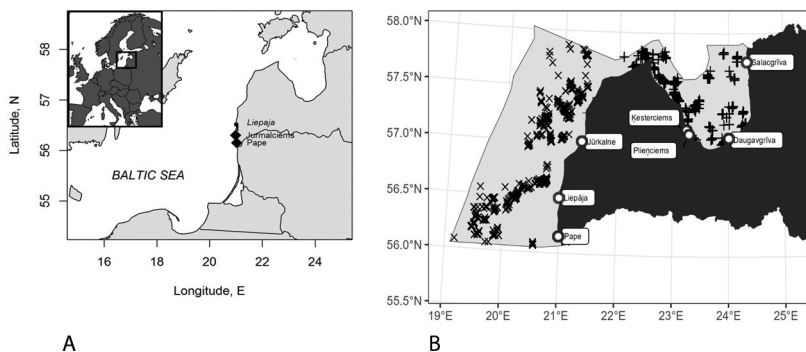 58
57
56
55
Latitude, N
Liepaja
Jurmalciems
Pape
BALTIC SEA
16 18 20 22 24
Longitude, E
A
58.0°N
57.5°N
57.0°N
56.5°N
56.0°N
55.5°N
Salacgrīva
Ķesterciems
Jūrkalne
Plieņciems
Daugavgrīva
Liepāja
Pape
19°E 20°E 21°E 22°E 23°E 24°E 25°E
B